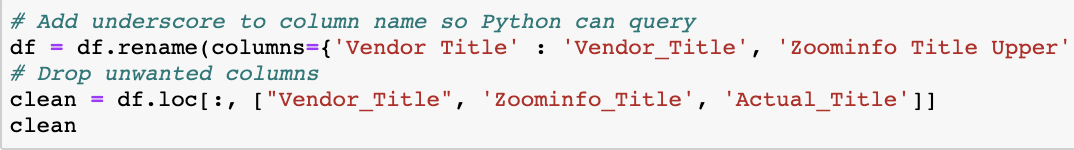 # Add underscore to column name so Python can query
df = df.rename(columns={'Vendor Title' : 'Vendor_Title', 'Zoominfo Title Upper'
# Drop unwanted columns
clean = df.loc[:, ["Vendor_Title", 'Zoominfo_Title', 'Actual_Title']]
clean